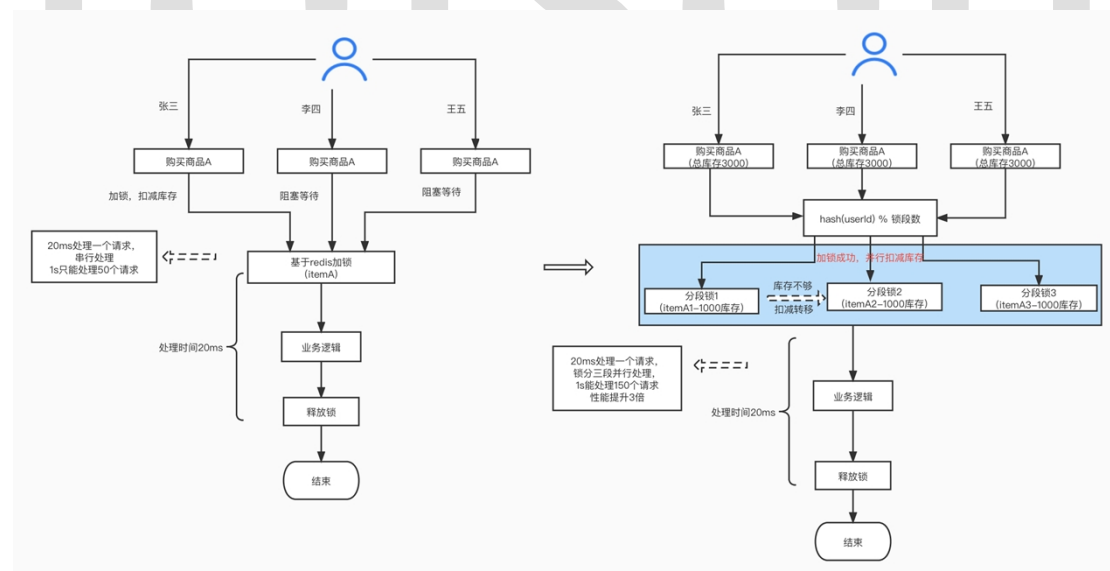 张三
李四
王五
购买商品A
购买商品A
购买商品A
加锁，扣减库存
阻塞等待
阻塞等待
20ms处理一个请求，
串行处理
1s只能处理50个请求
基于redis加锁
(itemA)
处理时间20ms
业务逻辑
释放锁
结束
张三
李四
王五
购买商品A
(总库存3000)
购买商品A
(总库存3000)
购买商品A
(总库存3000)
hash(userId) % 锁段数
加锁成功，并行扣减库存
分段锁1
(itemA1-1000库存)
库存不够
扣减转移
分段锁2
(itemA2-1000库存)
分段锁3
(itemA3-1000库存)
20ms处理一个请求，
锁分三段并行处理，
1s能处理150个请求
性能提升3倍
处理时间20ms
业务逻辑
释放锁
结束